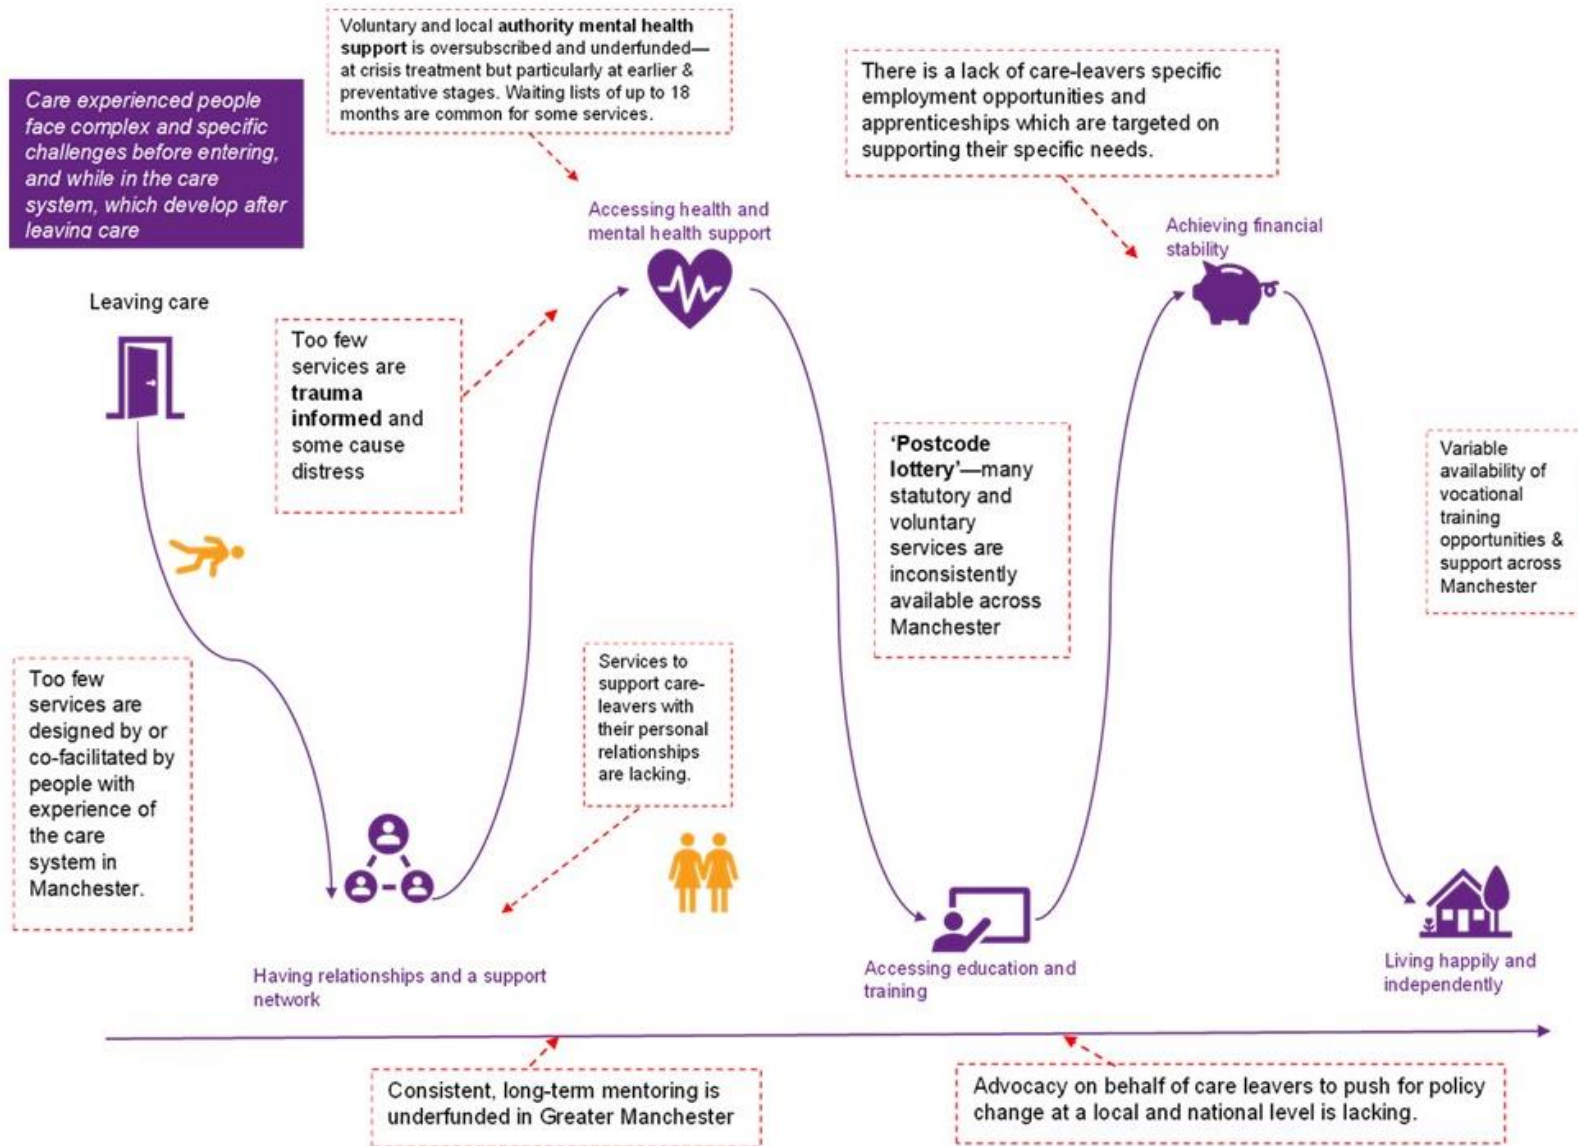 Care experienced people
face complex and specific
challenges before entering,
and while in the care
system, which develop after
leaving care
Voluntary and local authority mental health
support is oversubscribed and underfunded—
at crisis treatment but particularly at earlier &
preventative stages. Waiting lists of up to 18
months are common for some services.
There is a lack of care-leavers specific
employment opportunities and
apprenticeships which are targeted on
supporting their specific needs.
Accessing health and
mental health support
Achieving financial
stability
Leaving care
Too few
services are
trauma
informed and
some cause
distress
‘Postcode
lottery’—many
statutory and
voluntary
services are
inconsistently
available across
Manchester
Variable
availability of
vocational
training
opportunities &
support across
Manchester
Too few
services are
designed by or
co-facilitated by
people with
experience of
the care
system in
Manchester.
Services to
support care-
leavers with
their personal
relationships
are lacking.
Having relationships and a support
network
Accessing education and
training
Living happily and
independently
Consistent, long-term mentoring is
underfunded in Greater Manchester
Advocacy on behalf of care leavers to push for policy
change at a local and national level is lacking.